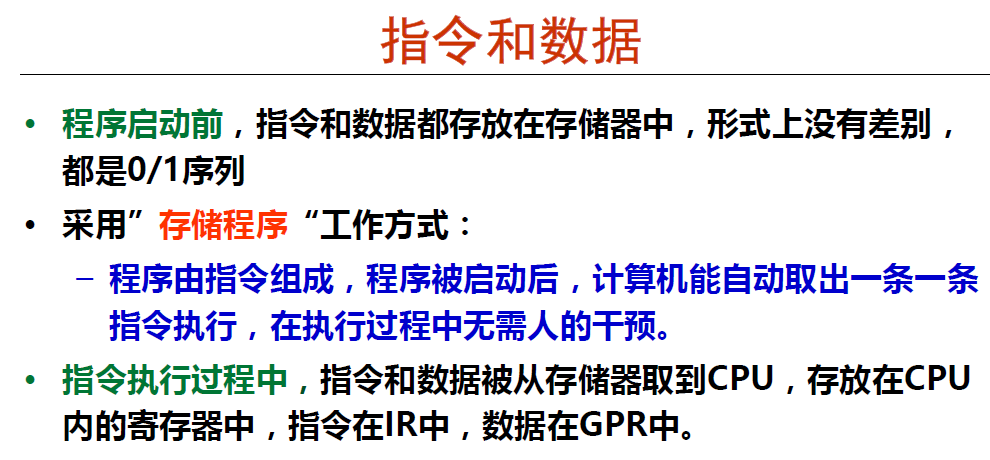 指令和数据
• 程序启动前，指令和数据都存放在存储器中，形式上没有差别，
都是0/1序列
• 采用”存储程序“工作方式：
– 程序由指令组成，程序被启动后，计算机能自动取出一条一条
指令执行，在执行过程中无需人的干预。
• 指令执行过程中，指令和数据被从存储器取到CPU，存放在CPU
内的寄存器中，指令在IR中，数据在GPR中。